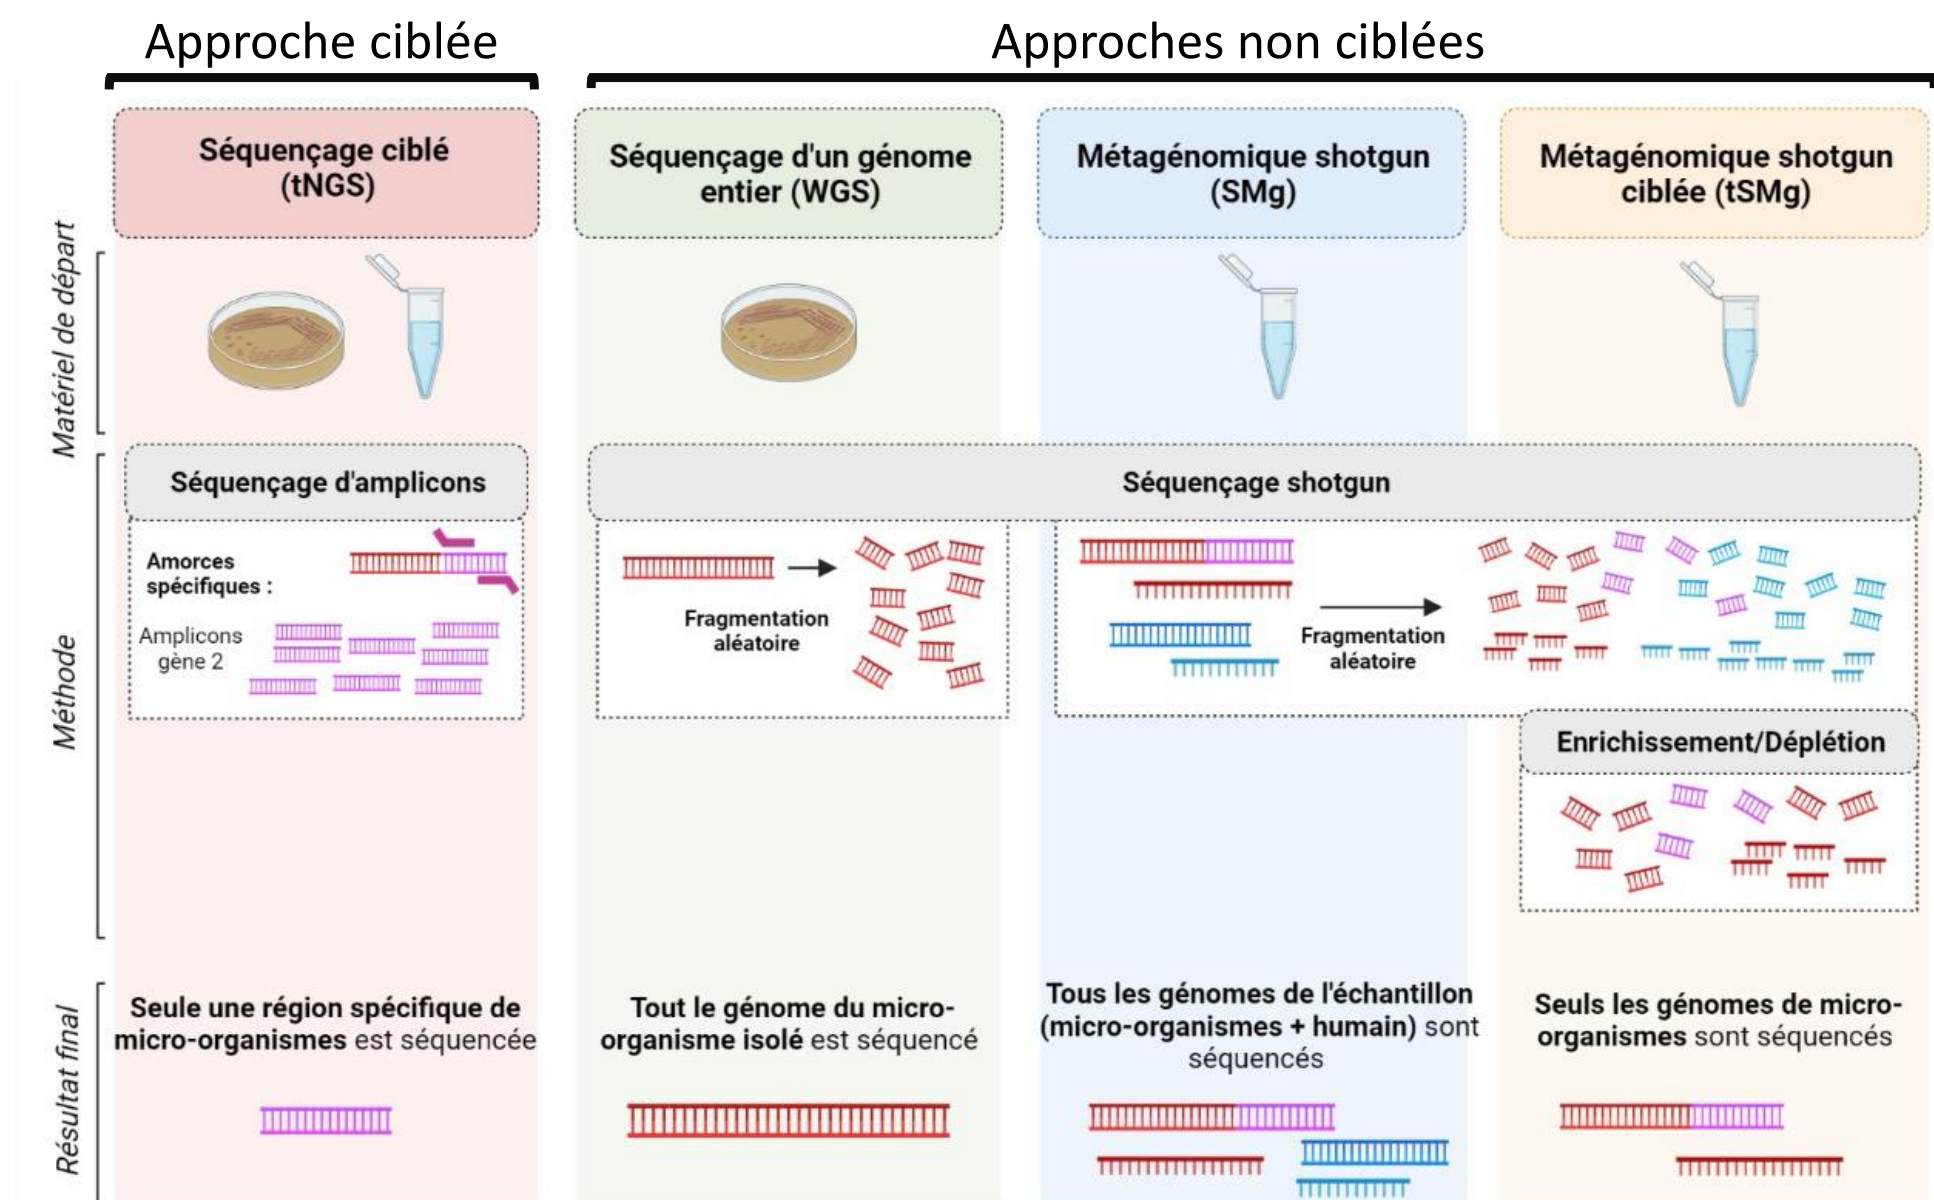 Approche ciblée
Approches non ciblées
Séquençage ciblé
(tNGS)
Séquençage d'un génome
entier (WGS)
Métagénomique shotgun
(SMg)
Métagénomique shotgun
ciblée (tSMg)
Matériel de départ
Méthode
Séquençage d'amplicons
Amorces
spécifiques :
Amplicons
gène 2
Séquençage shotgun
Fragmentation
aléatoire
Fragmentation
aléatoire
Enrichissement/Déplétion
Résultat final
Seule une région spécifique de
micro-organismes est séquencée
Tout le génome du micro-
organisme isolé est séquencé
Tous les génomes de l'échantillon
(micro-organismes + humain) sont
séquencés
Seuls les génomes de micro-
organismes sont séquencés